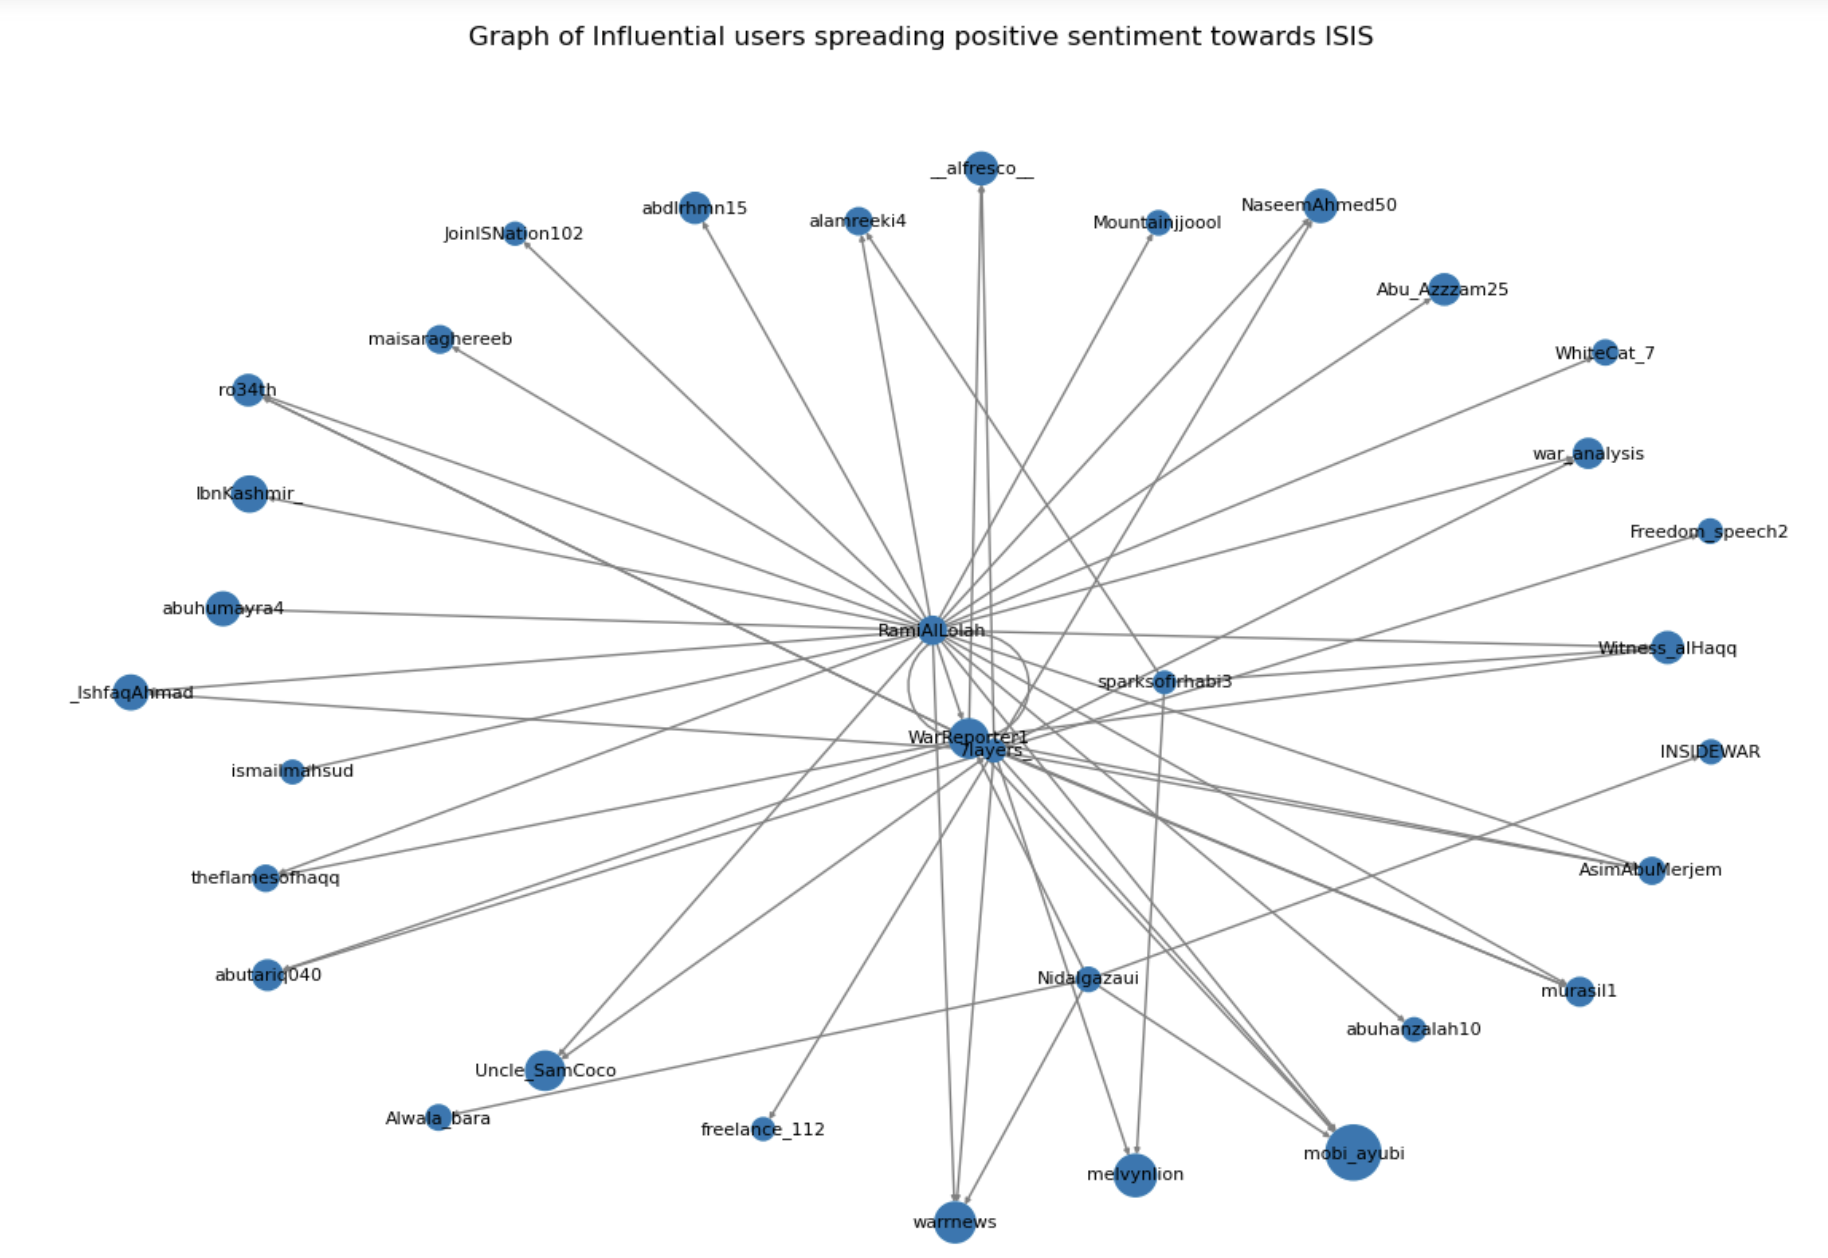 Graph of Influential users spreading positive sentiment towards ISIS
__alfresco__
abdlrhmn15
alamreeki4
Mountainjjoool
NaseemAhmed50
JoinISNation102
Abu_Azzzam25
maisaraghereeb
WhiteCat_7
ro34th
war_analysis
IbnKashmir_
Freedom_speech2
abuhumayra4
RamiAlLolah
Witness_alHaqq
sparksofirhabi3
_IshfaqAhmad
WarReporter1
7layers_
INSIDEWAR
ismailmahsud
AsimAbuMerjem
theflamesofhaqq
abutariq040
Nidalgazaui
murasil1
abuhanzalah10
Uncle_SamCoco
Alwala_bara
freelance_112
mobi_ayubi
melvynlion
warrnews